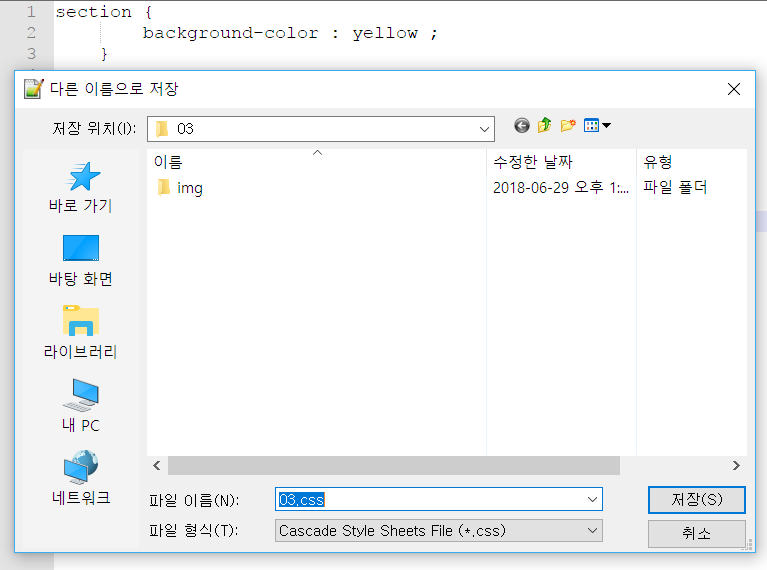 1 section {
2 background-color : yellow ;
3 }
다른 이름으로 저장
저장 위치(I): 03
이름 수정한 날짜 유형
img 2018-06-29 오후 1:... 파일 폴더
바로 가기
바탕 화면
라이브러리
내 PC
네트워크
파일 이름(N): 03.css 저장(S)
파일 형식(T): Cascade Style Sheets File (*.css) 취소